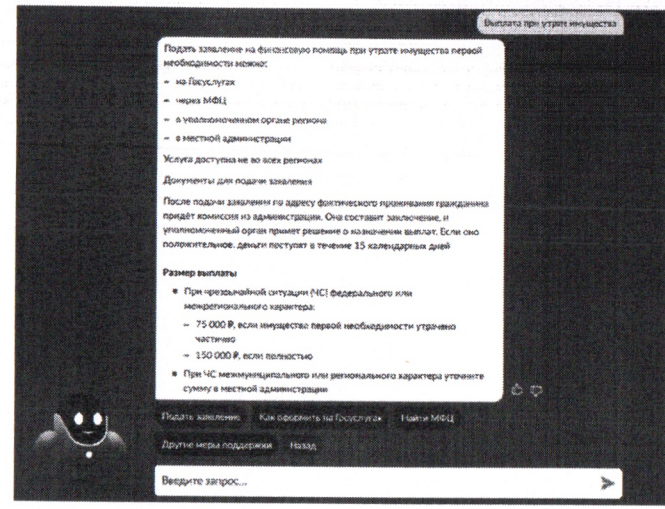 Выплата при утрате имущества
Подать заявление на финансовую помощь при утрате имущества первой
необходимости можно:
– на Госуслугах
– через МФЦ
– в уполномоченном органе региона
– в местной администрации
Услуга доступна не во всех регионах
Документы для подачи заявления
После подачи заявления по адресу фактического проживания гражданина
придёт комиссия из администрации. Она составит заключение, и
уполномоченный орган примет решение о назначении выплат. Если оно
положительное, деньги поступят в течение 15 календарных дней
Размер выплаты
• При чрезвычайной ситуации (ЧС) федерального или
межрегионального характера:
– 75 000 ₽, если имущество первой необходимости утрачено
частично
– 150 000 ₽, если полностью
• При ЧС межмуниципального или регионального характера уточните
сумму в местной администрации
Подать заявление Как оформить на Госуслугах Найти МФЦ
Другие меры поддержки Назад
Введите запрос...